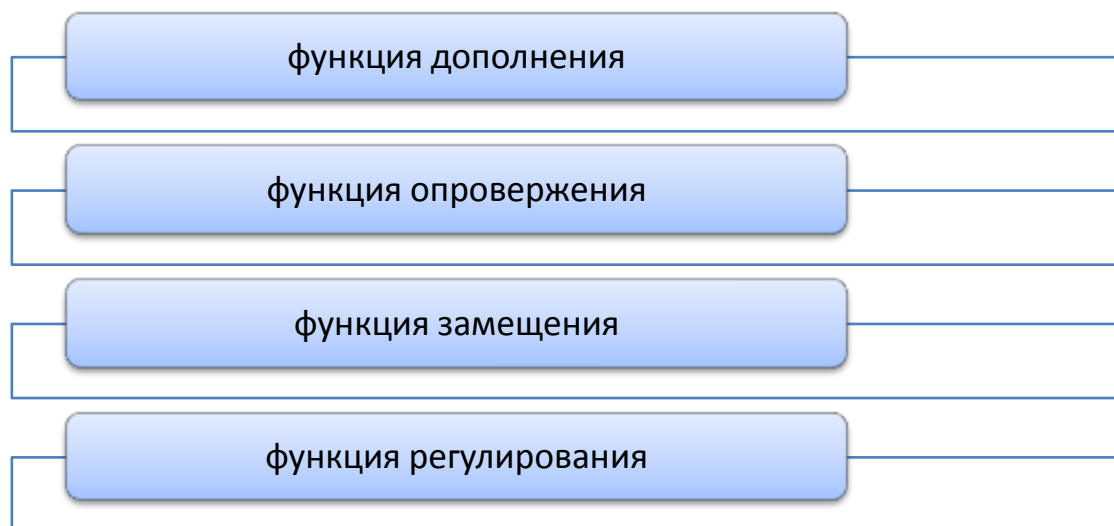 функция дополнения
функция опровержения
функция замещения
функция регулирования